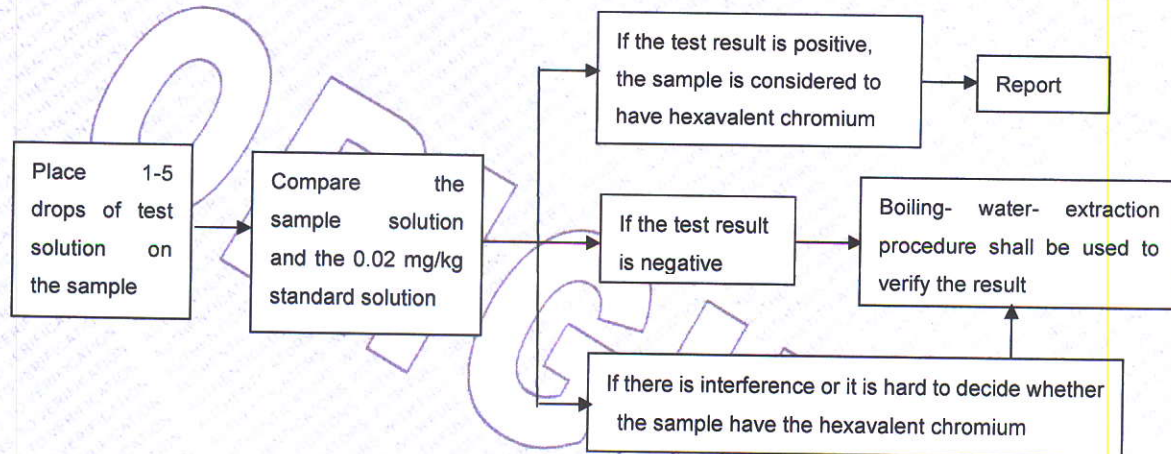 Place 1-5
drops of test
solution on
the sample
Compare the
sample solution
and the 0.02 mg/kg
standard solution
If the test result is positive,
the sample is considered to
have hexavalent chromium
Report
If the test result
is negative
Boiling- water- extraction
procedure shall be used to
verify the result
If there is interference or it is hard to decide whether
the sample have the hexavalent chromium